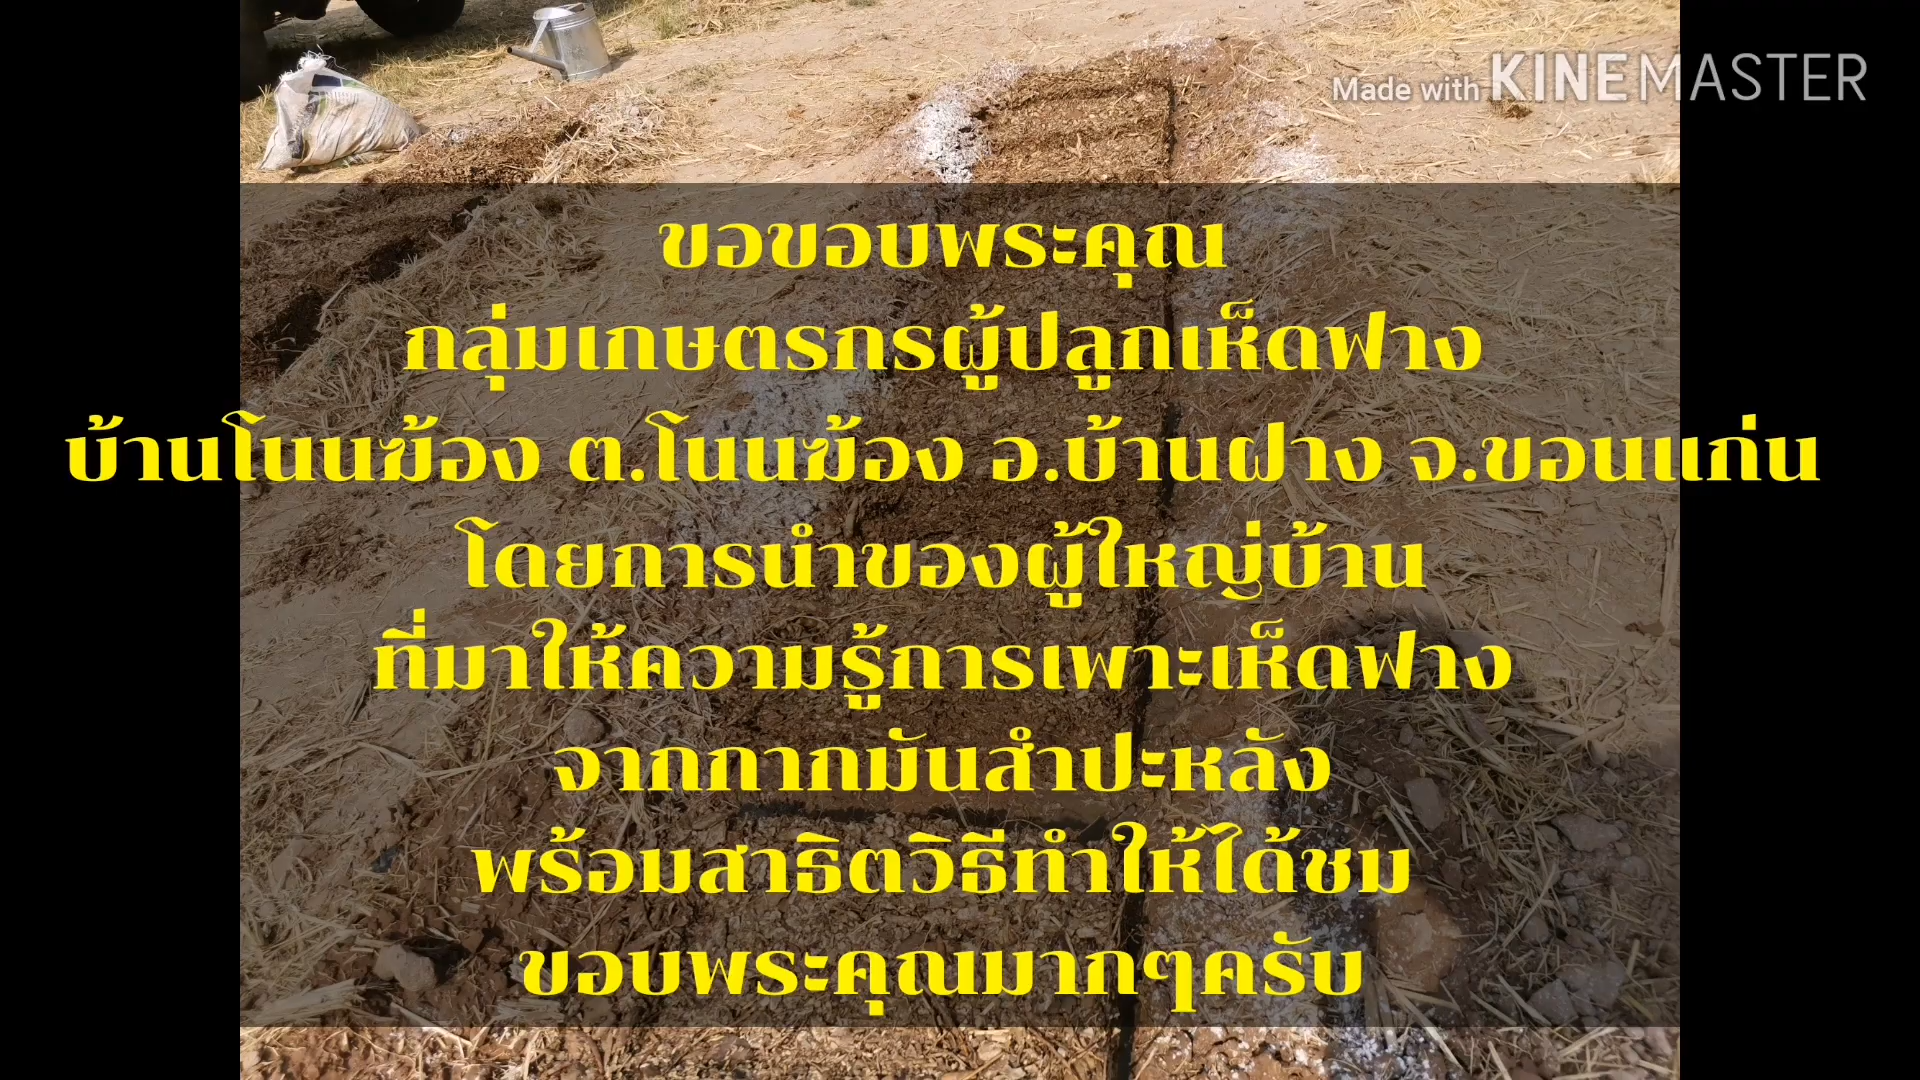 Made with KINEMASTER
ขอขอบพระคุณ
กลุ่มเกษตรกรผู้ปลูกเห็ดฟาง
บ้านโนนฆ้อง ต.โนนฆ้อง อ.บ้านฝาง จ.ขอนแก่น
โดยการนำของผู้ใหญ่บ้าน
ที่มาให้ความรู้การเพาะเห็ดฟาง
จากกากมันสำปะหลัง
พร้อมสาธิตวิธีทำให้ได้ชม
ขอบพระคุณมากๆครับ